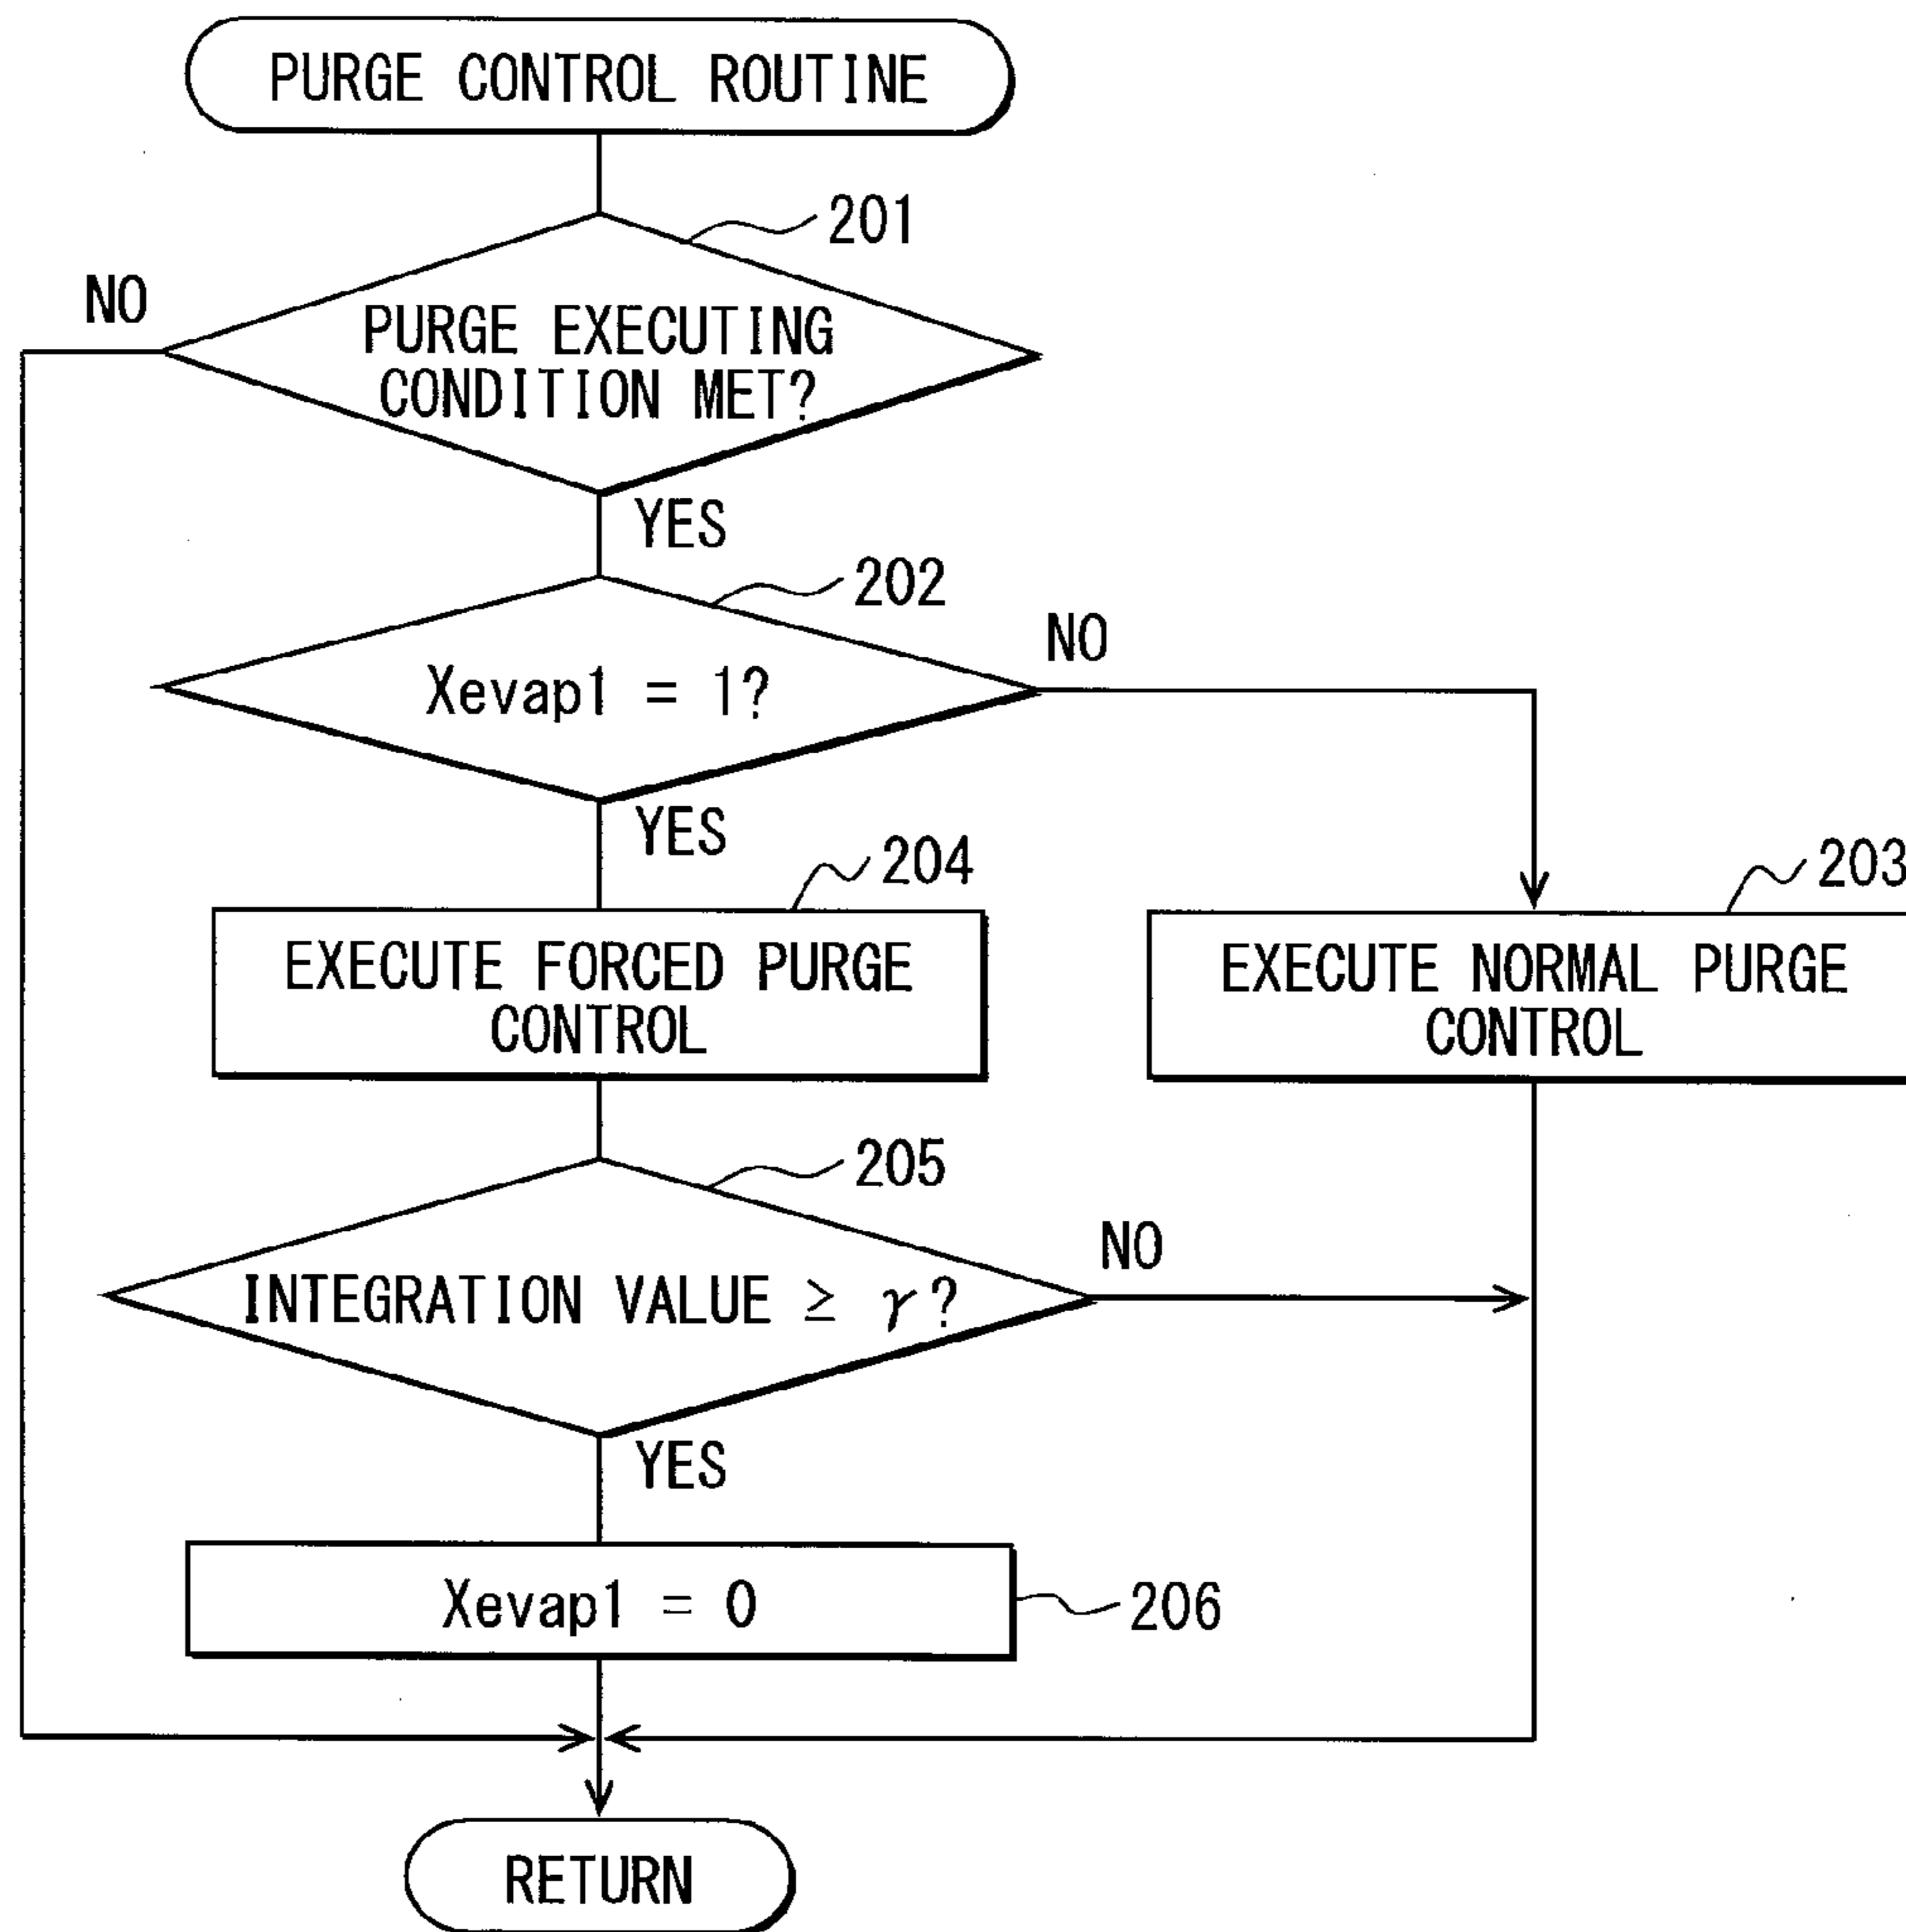 PURGE CONTROL ROUTINE
201
NO
PURGE EXECUTING
CONDITION MET?
YES
202
NO
Xevap1 = 1?
YES
204
203
EXECUTE FORCED PURGE
CONTROL
EXECUTE NORMAL PURGE
CONTROL
205
NO
INTEGRATION VALUE ≥ γ?
YES
Xevap1 = 0
206
RETURN